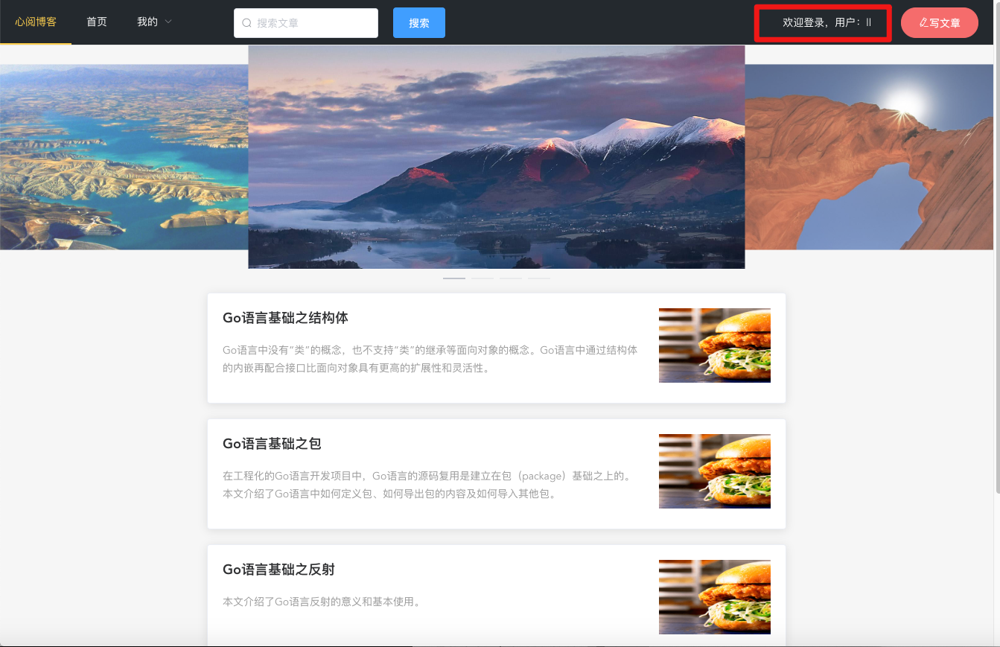 心阅博客
首页
我的
搜索文章
搜索
欢迎登录，用户：ll
写文章
Go语言基础之结构体
Go语言中没有“类”的概念，也不支持“类”的继承等面向对象的概念。Go语言中通过结构体
的内嵌再配合接口比面向对象具有更高的扩展性和灵活性。
Go语言基础之包
在工程化的Go语言开发项目中，Go语言的源码复用是建立在包（package）基础之上的。
本文介绍了Go语言中如何定义包、如何导出包的内容及如何导入其他包。
Go语言基础之反射
本文介绍了Go语言反射的意义和基本使用。